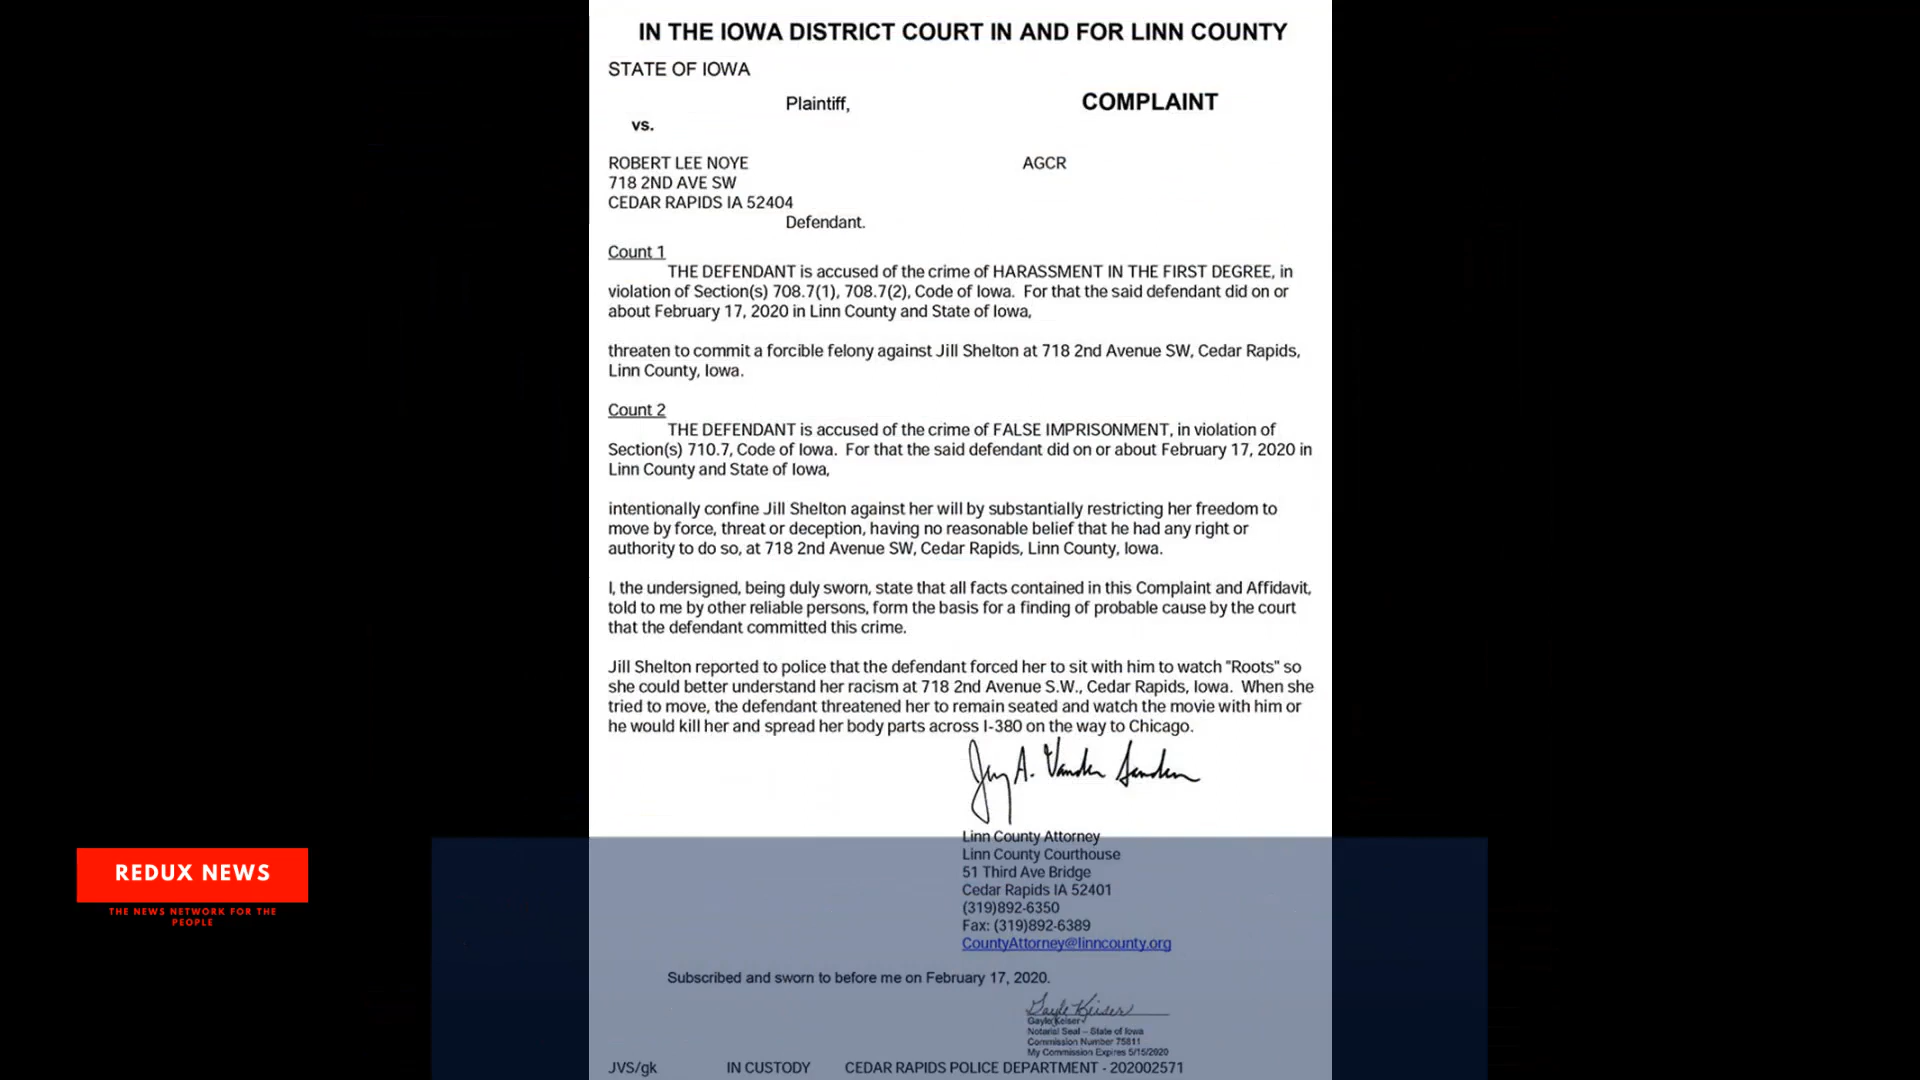 IN THE IOWA DISTRICT COURT IN AND FOR LINN COUNTY
STATE OF IOWA
Plaintiff,
COMPLAINT
vs.
ROBERT LEE NOYE
AGCR
718 2ND AVE SW
CEDAR RAPIDS IA 52404
Defendant.
Count 1
THE DEFENDANT is accused of the crime of HARASSMENT IN THE FIRST DEGREE, in
violation of Section(s) 708.7(1), 708.7(2), Code of Iowa. For that the said defendant did on or
about February 17, 2020 in Linn County and State of Iowa,
threaten to commit a forcible felony against Jill Shelton at 718 2nd Avenue SW, Cedar Rapids,
Linn County, Iowa.
Count 2
THE DEFENDANT is accused of the crime of FALSE IMPRISONMENT, in violation of
Section(s) 710.7, Code of Iowa. For that the said defendant did on or about February 17, 2020 in
Linn County and State of Iowa,
intentionally confine Jill Shelton against her will by substantially restricting her freedom to
move by force, threat or deception, having no reasonable belief that he had any right or
authority to do so, at 718 2nd Avenue SW, Cedar Rapids, Linn County, Iowa.
I, the undersigned, being duly sworn, state that all facts contained in this Complaint and Affidavit,
told to me by other reliable persons, form the basis for a finding of probable cause by the court
that the defendant committed this crime.
Jill Shelton reported to police that the defendant forced her to sit with him to watch "Roots" so
she could better understand her racism at 718 2nd Avenue S.W., Cedar Rapids, Iowa. When she
tried to move, the defendant threatened her to remain seated and watch the movie with him or
he would kill her and spread her body parts across I-380 on the way to Chicago.
Jerry A. Vander Sanden
Linn County Attorney
Linn County Courthouse
51 Third Ave Bridge
Cedar Rapids IA 52401
(319)892-6350
Fax: (319)892-6389
CountyAttorney@linncounty.org
Subscribed and sworn to before me on February 17, 2020.
Gayle Keiser
Gayle Keiser
Notarial Seal – State of Iowa
Commission Number 75811
My Commission Expires 5/15/2020
JVS/gk IN CUSTODY CEDAR RAPIDS POLICE DEPARTMENT - 202002571
REDUX NEWS
THE NEWS NETWORK FOR THE
PEOPLE